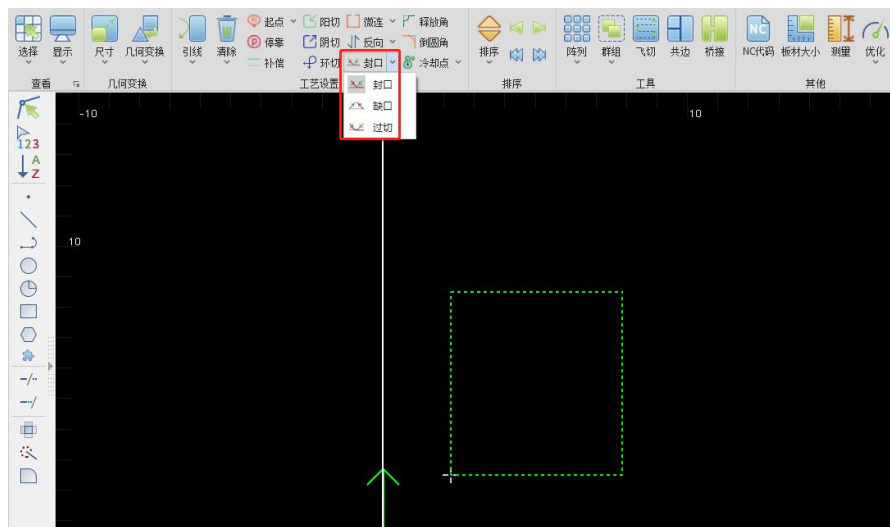 起点 阳切 微连 释放角
停靠 阴切 反向 倒圆角
补偿 环切 封口 冷却点
选择 显示 尺寸 几何变换 引线 清除 排序 阵列 群组 飞切 共边 桥接 NC代码 板材大小 测量 优化
查看 几何变换 工艺设置 排序 工具 其他
封口
缺口
过切
-10 10
123
A
Z
10